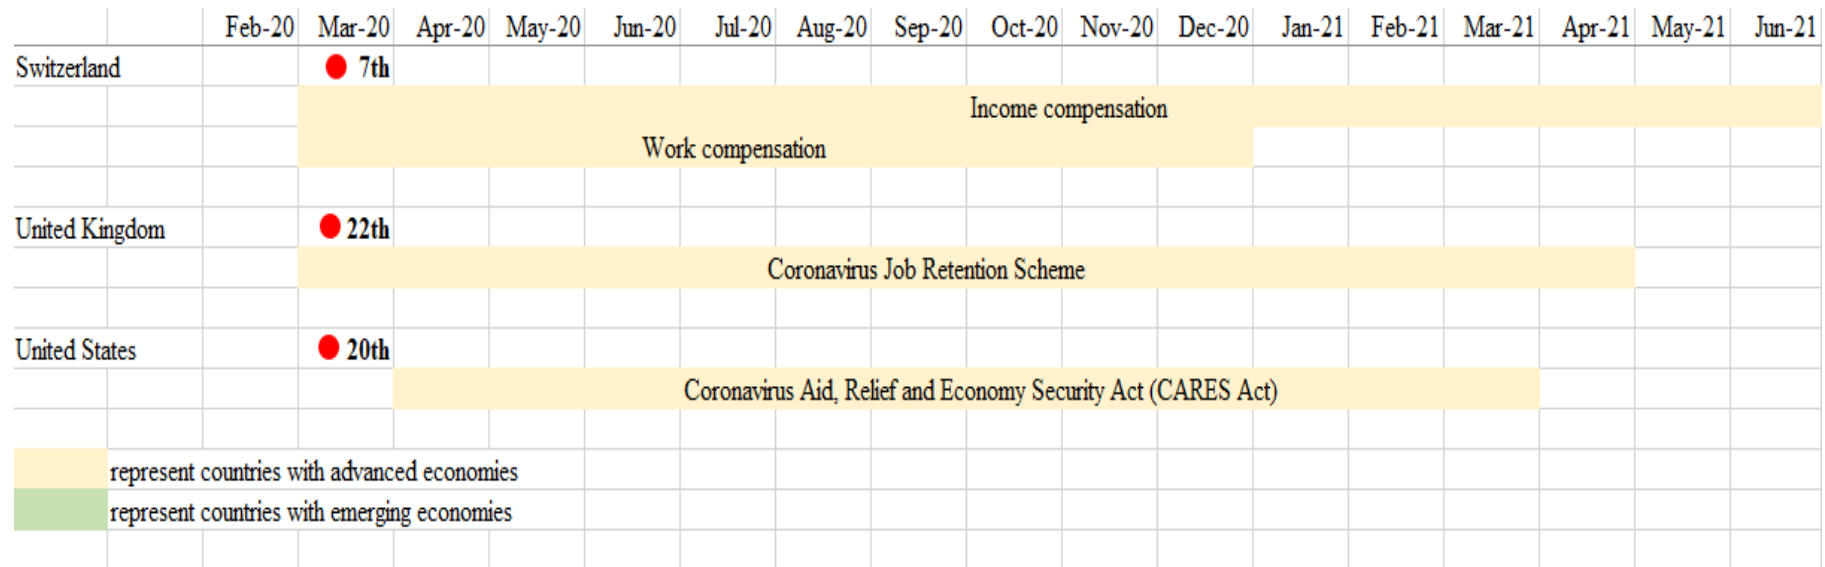 Feb-20 Mar-20 Apr-20 May-20 Jun-20 Jul-20 Aug-20 Sep-20 Oct-20 Nov-20 Dec-20 Jan-21 Feb-21 Mar-21 Apr-21 May-21 Jun-21
Switzerland 7th
Income compensation
Work compensation
United Kingdom 22th
Coronavirus Job Retention Scheme
United States 20th
Coronavirus Aid, Relief and Economy Security Act (CARES Act)
represent countries with advanced economies
represent countries with emerging economies